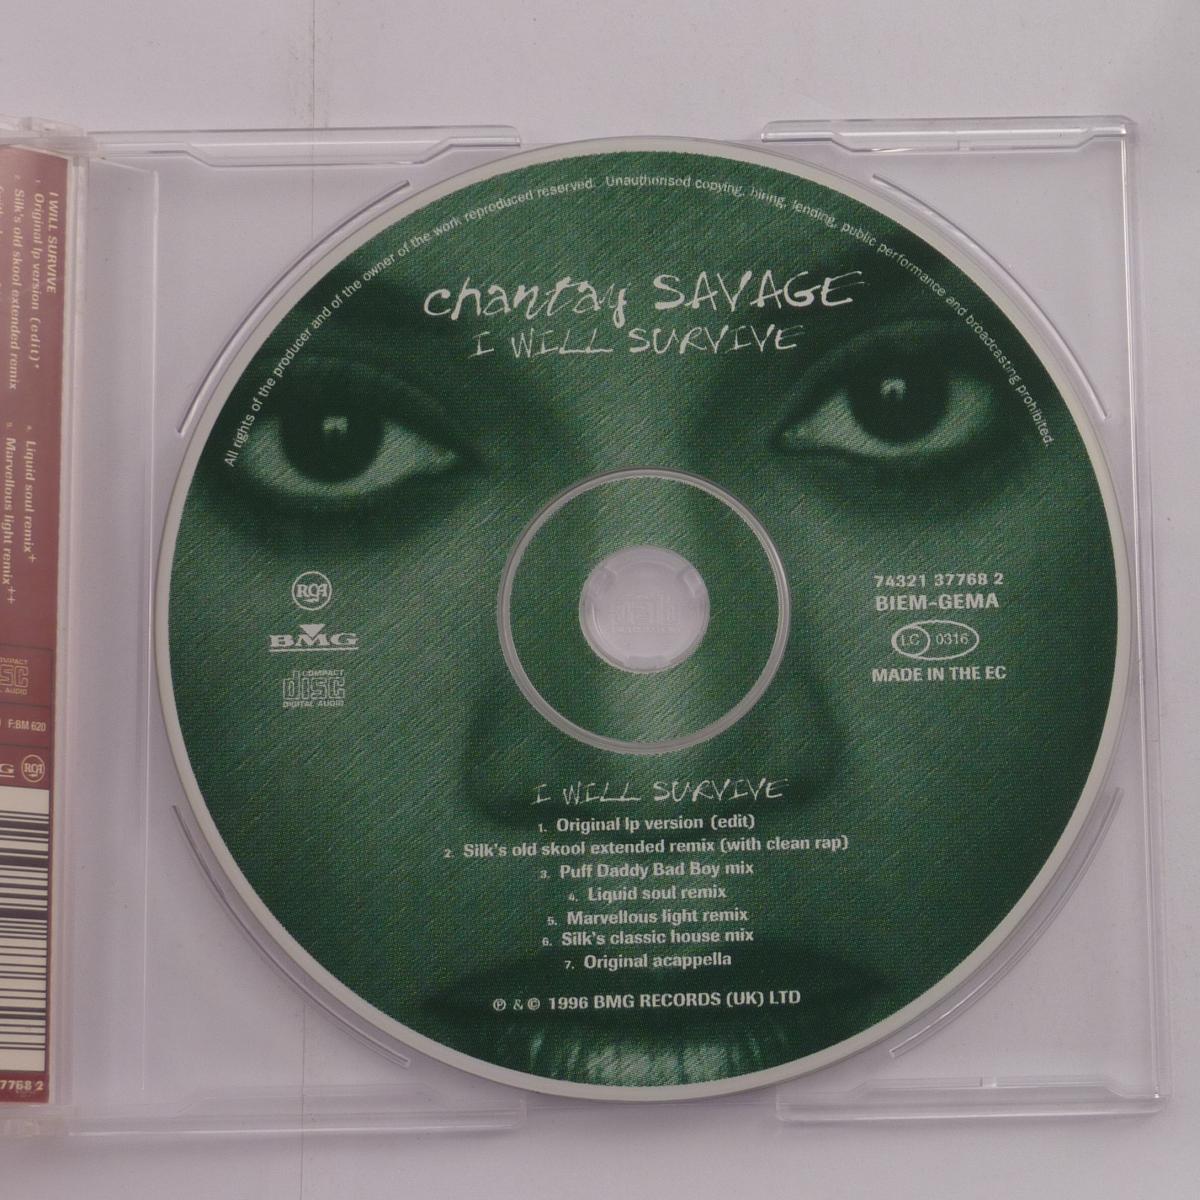 All rights of the producer and of the owner of the work reproduced reserved. Unauthorised copying, hiring, lending, public performance and broadcasting prohibited.
chantay SAVAGE
I WILL SURVIVE
RCA
BMG
COMPACT
disc
DIGITAL AUDIO
74321 37768 2
BIEM-GEMA
LC 0316
MADE IN THE EC
I WILL SURVIVE
1. Original lp version (edit)
2. Silk's old skool extended remix (with clean rap)
3. Puff Daddy Bad Boy mix
4. Liquid soul remix
5. Marvellous light remix
6. Silk's classic house mix
7. Original acappella
℗ & © 1996 BMG RECORDS (UK) LTD
I WILL SURVIVE
1. Original lp version (edit)*
2. Silk's old skool extended remix
4. Liquid soul remix+
5. Marvellous light remix++
F:BM 620
RCA
7768 2